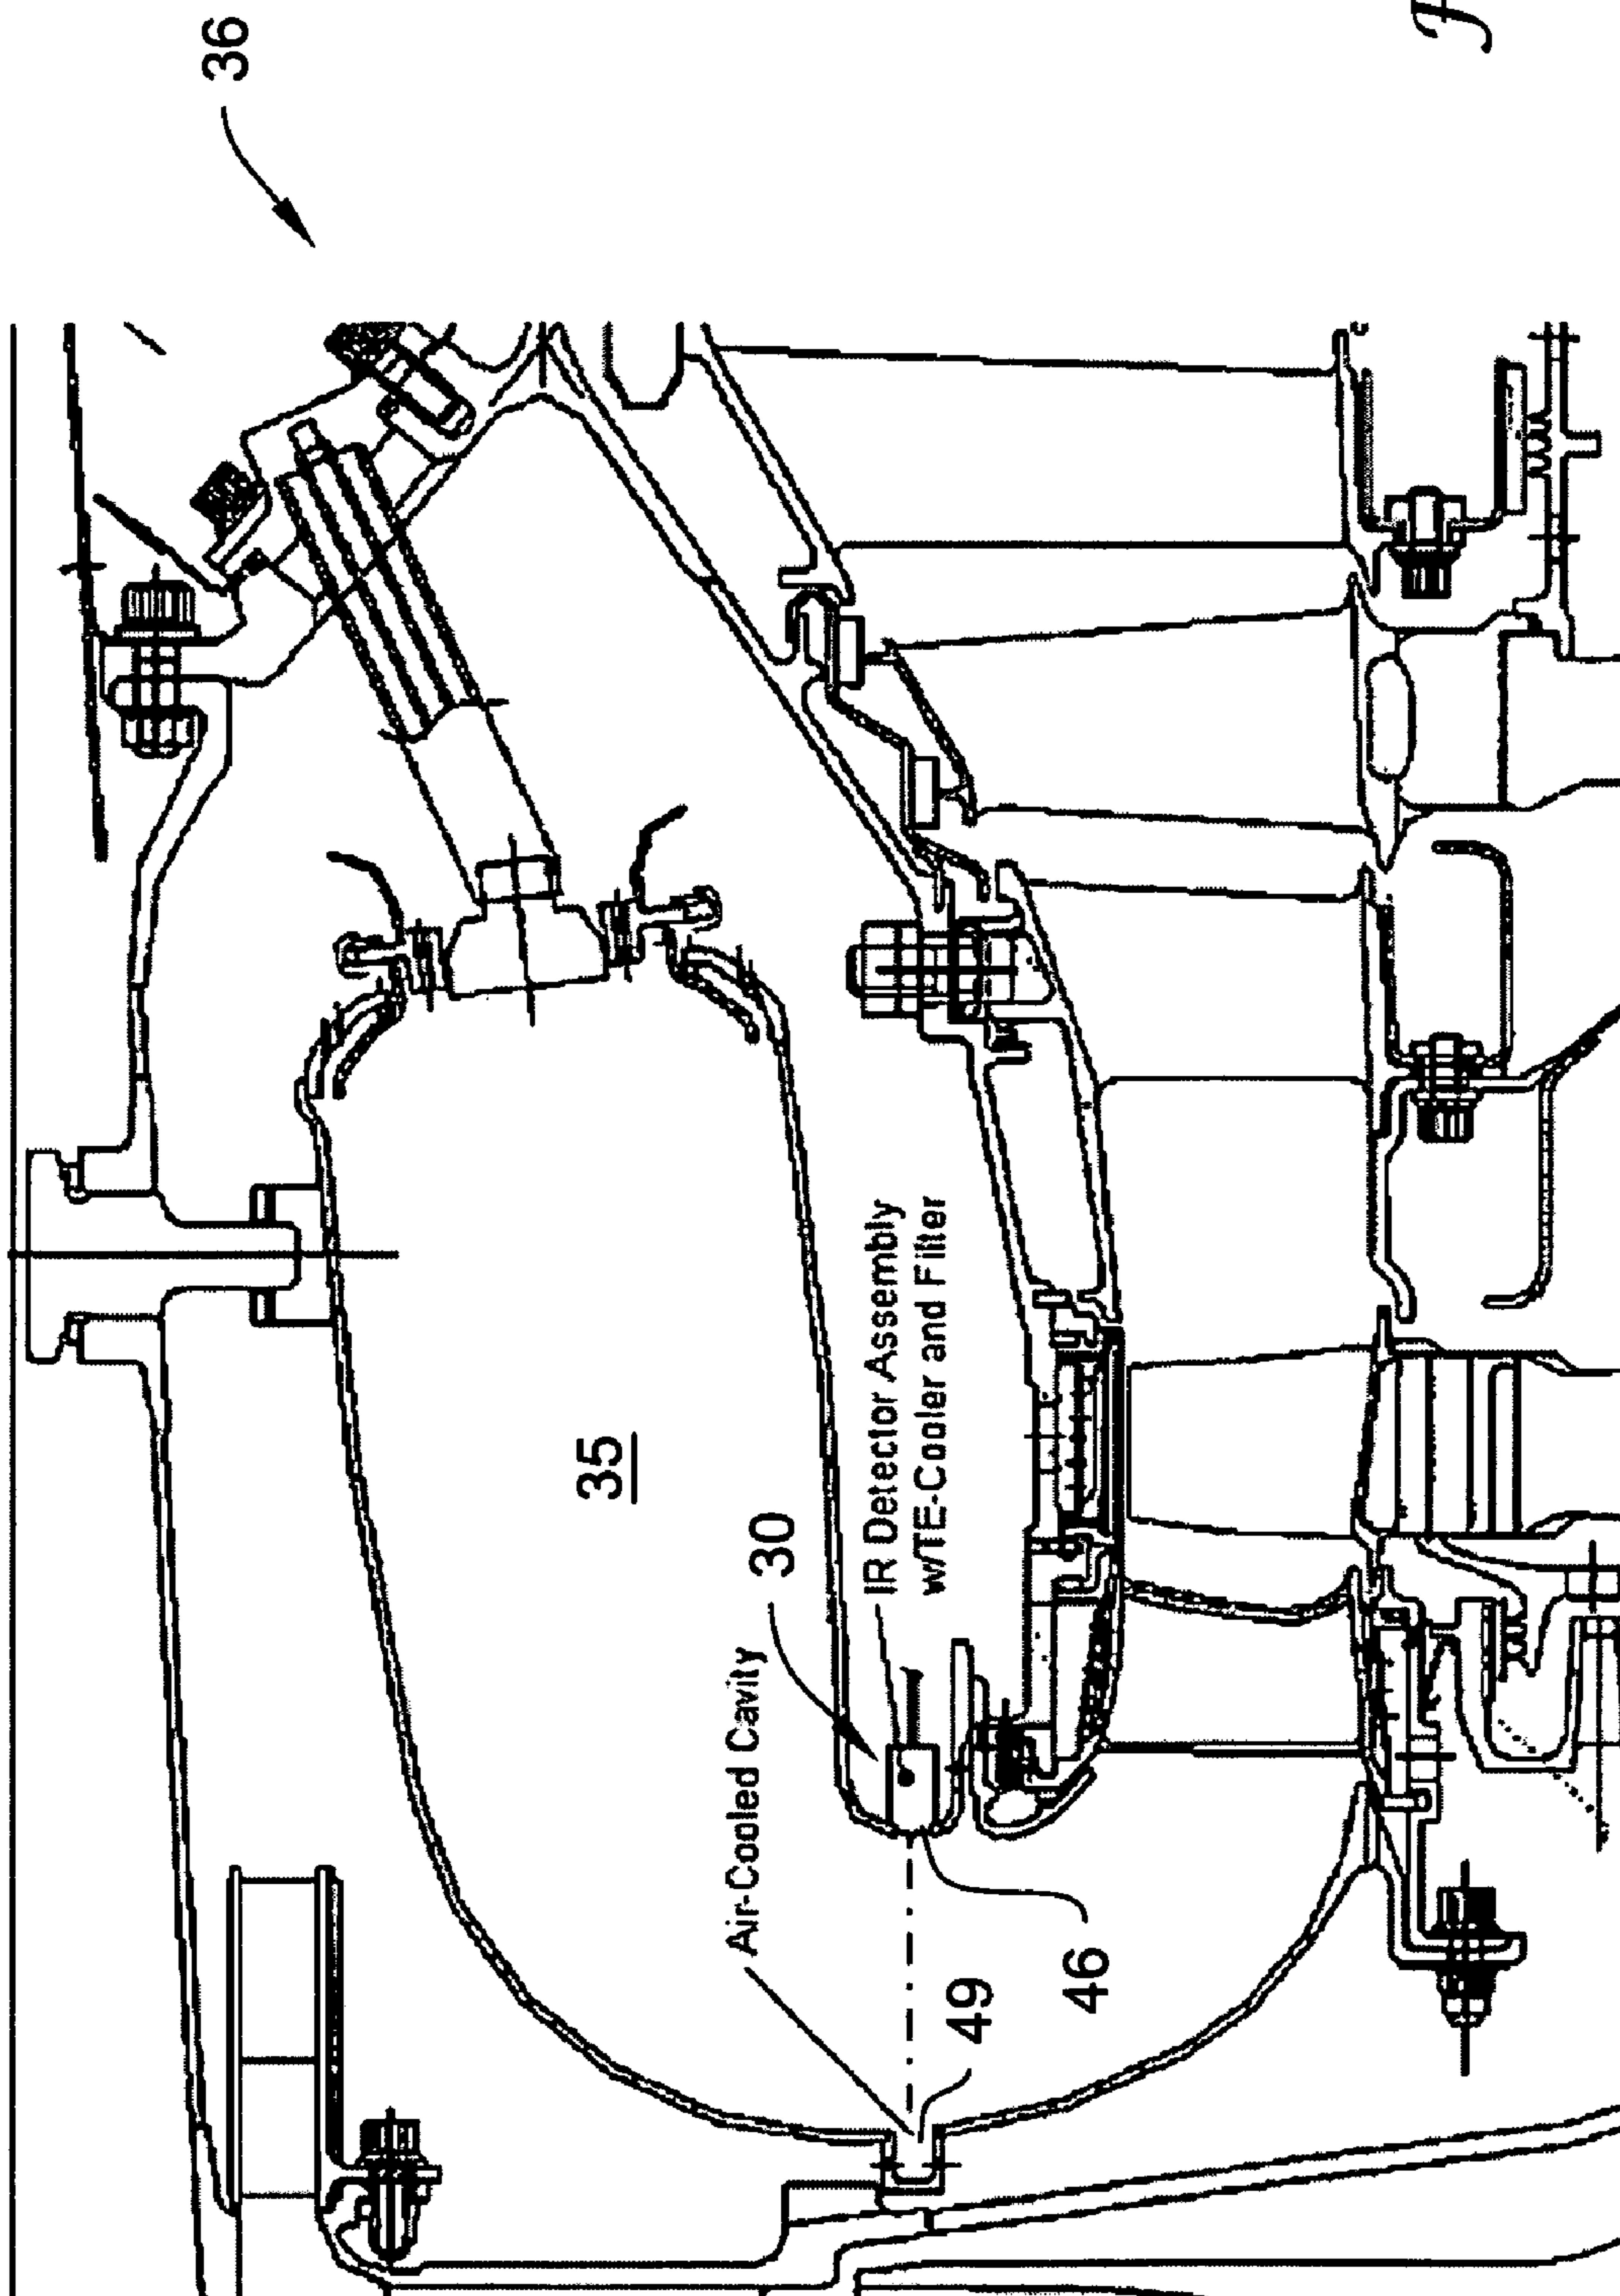 36
35
30
IR Detector Assembly
w/TE-Cooler and Filter
Air-Cooled Cavity
49
46